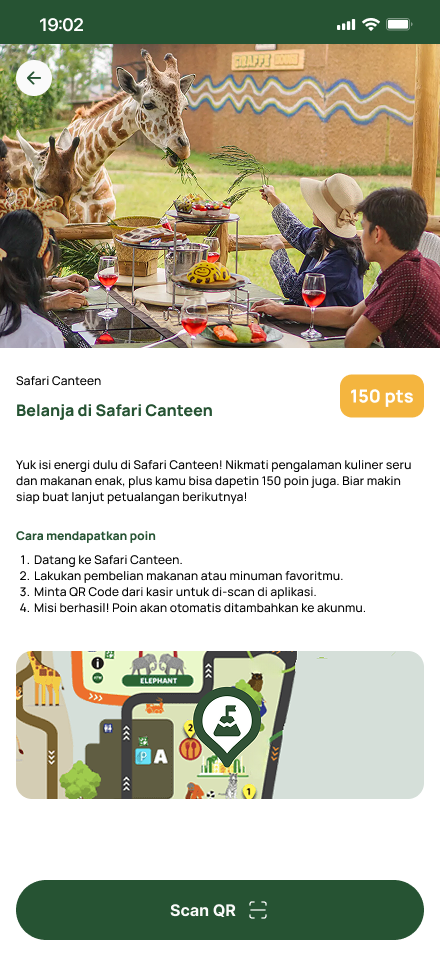 19:02
Safari Canteen
Belanja di Safari Canteen
150 pts
Yuk isi energi dulu di Safari Canteen! Nikmati pengalaman kuliner seru
dan makanan enak, plus kamu bisa dapetin 150 poin juga. Biar makin
siap buat lanjut petualangan berikutnya!
Cara mendapatkan poin
1. Datang ke Safari Canteen.
2. Lakukan pembelian makanan atau minuman favoritmu.
3. Minta QR Code dari kasir untuk di-scan di aplikasi.
4. Misi berhasil! Poin akan otomatis ditambahkan ke akunmu.
ELEPHANT
2
P A
1
Scan QR